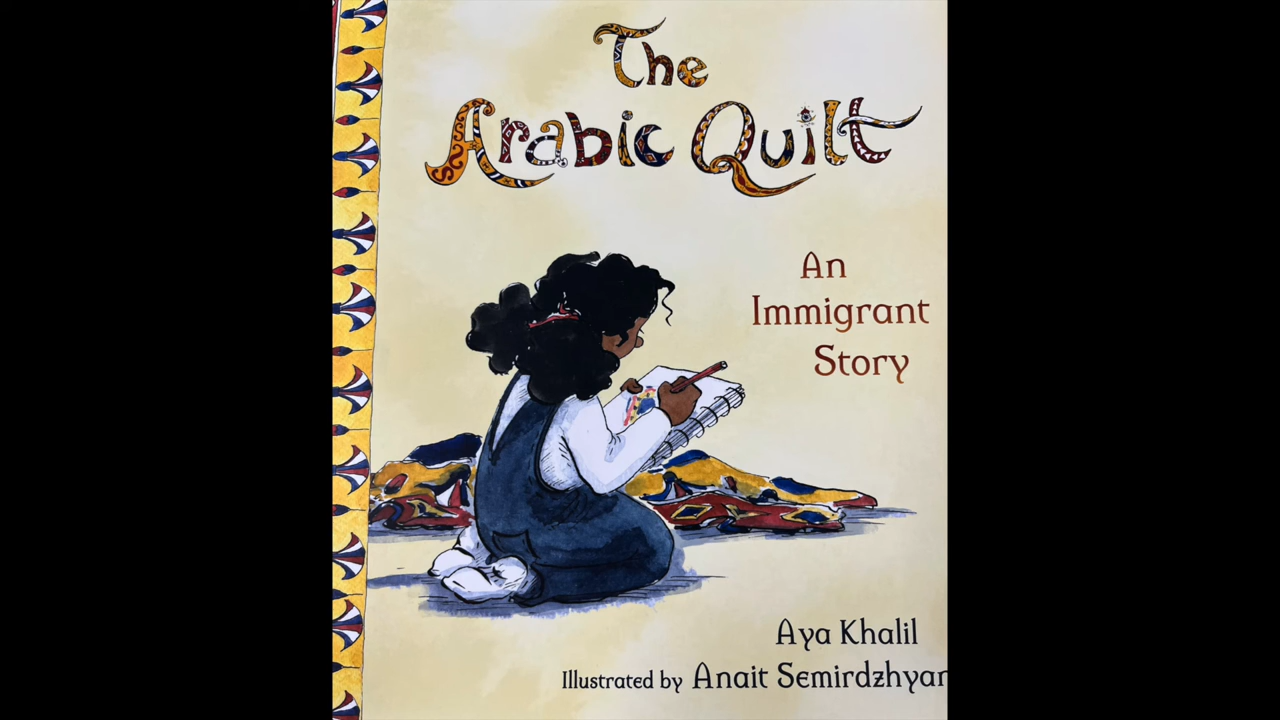 The
Arabic Quilt
An
Immigrant
Story
Aya Khalil
Illustrated by Anait Semirdzhyan